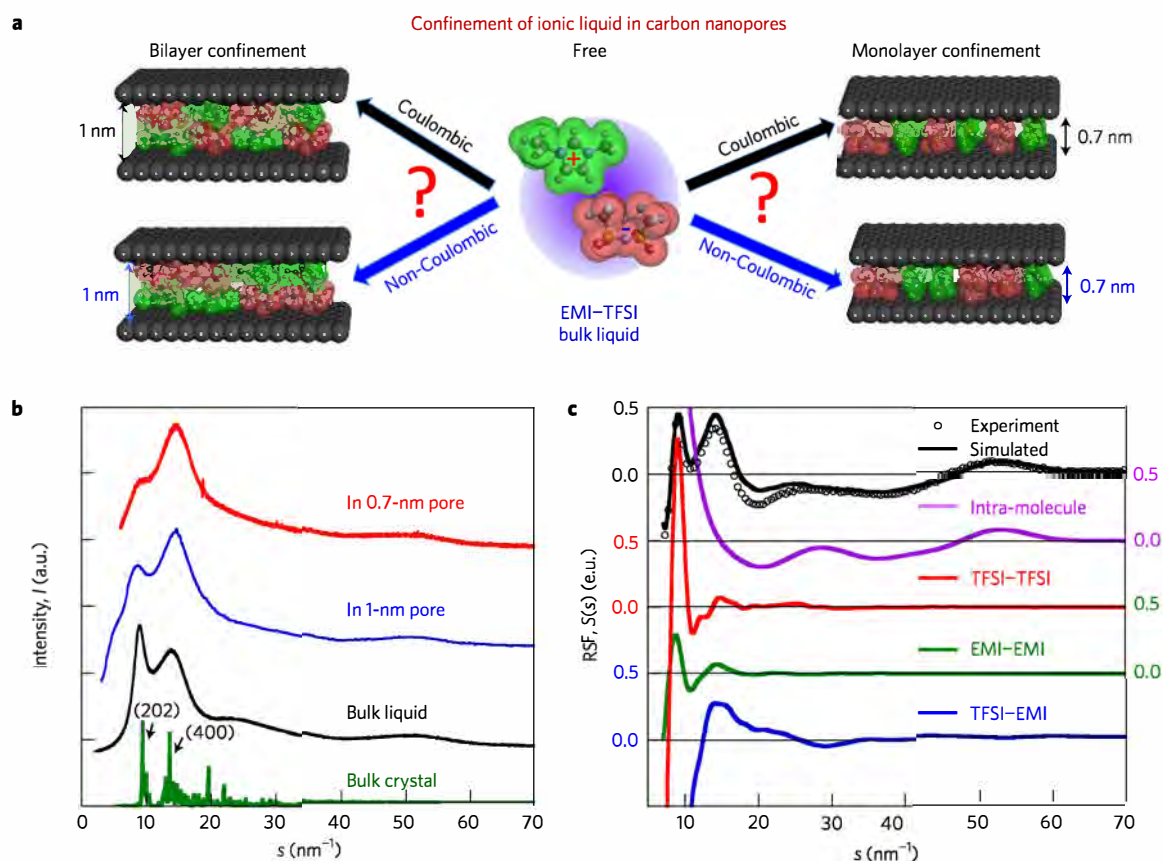 a
Confinement of ionic liquid in carbon nanopores
Bilayer confinement
Free
Monolayer confinement
1 nm
Coulombic
Coulombic
0.7 nm
?
?
+
-
1 nm
Non-Coulombic
Non-Coulombic
0.7 nm
EMI–TFSI
bulk liquid
b
Intensity, I (a.u.)
In 0.7-nm pore
In 1-nm pore
Bulk liquid
(202)
(400)
Bulk crystal
0 10 20 30 40 50 60 70
s (nm⁻¹)
c
RSF, S(s) (e.u.)
0.5
Experiment
Simulated
0.0
0.5
Intra-molecule
0.5
0.0
TFSI–TFSI
0.0
0.5
EMI–EMI
0.5
0.0
TFSI–EMI
0.0
10 20 30 40 50 60 70
s (nm⁻¹)